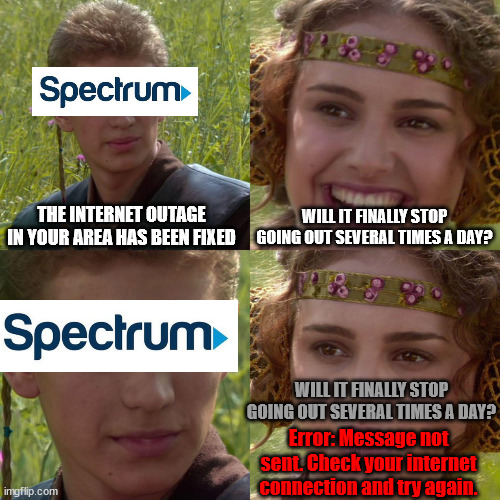 Spectrum
THE INTERNET OUTAGE
IN YOUR AREA HAS BEEN FIXED
WILL IT FINALLY STOP
GOING OUT SEVERAL TIMES A DAY?
Spectrum
WILL IT FINALLY STOP
GOING OUT SEVERAL TIMES A DAY?
Error: Message not
sent. Check your internet
connection and try again.
imgflip.com